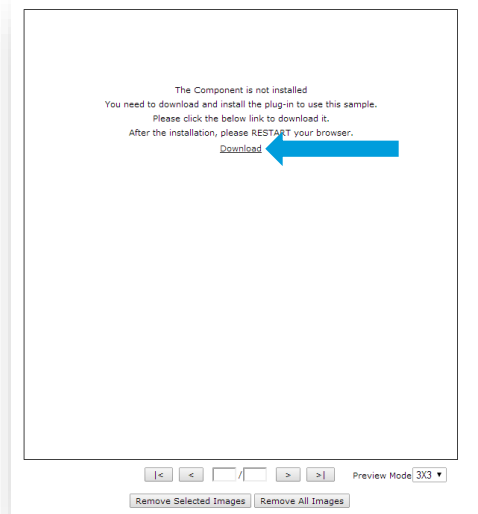 The Component is not installed
You need to download and install the plug-in to use this sample.
Please click the below link to download it.
After the installation, please RESTART your browser.
Download
|< < / > >| Preview Mode 3X3
Remove Selected Images Remove All Images